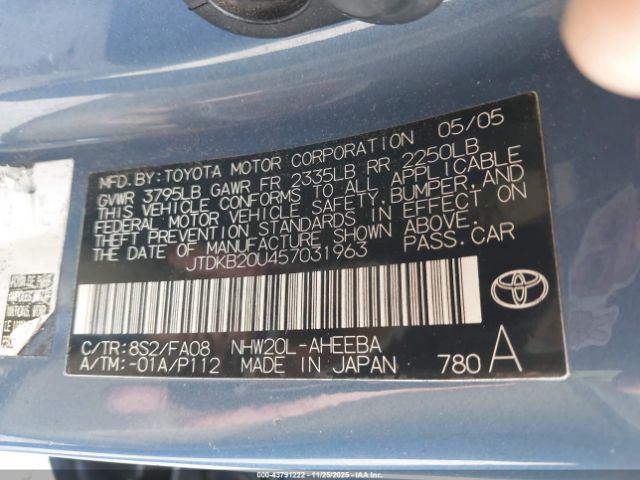 MFD.BY:TOYOTA MOTOR CORPORATION 05/05
GVWR 3795LB GAWR FR 2335LB RR 2250LB
THIS VEHICLE CONFORMS TO ALL APPLICABLE
FEDERAL MOTOR VEHICLE SAFETY,BUMPER,AND
THEFT PREVENTION STANDARDS IN EFFECT ON
THE DATE OF MANUFACTURE SHOWN ABOVE.
JTDKB20U457031963 PASS.CAR
C/TR:8S2/FA08 NHW20L-AHEEBA
A/TM:-01A/P112 MADE IN JAPAN 780 A
000-43791222 - 11/25/2025 - IAA Inc.